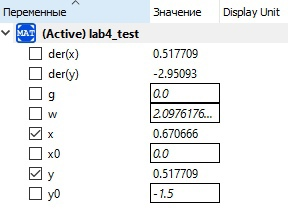 Переменные Значение Display Unit
MAT (Active) lab4_test
der(x) 0.517709
der(y) -2.95093
g 0.0
w 2.0976176...
x 0.670666
x0 0.0
y 0.517709
y0 -1.5